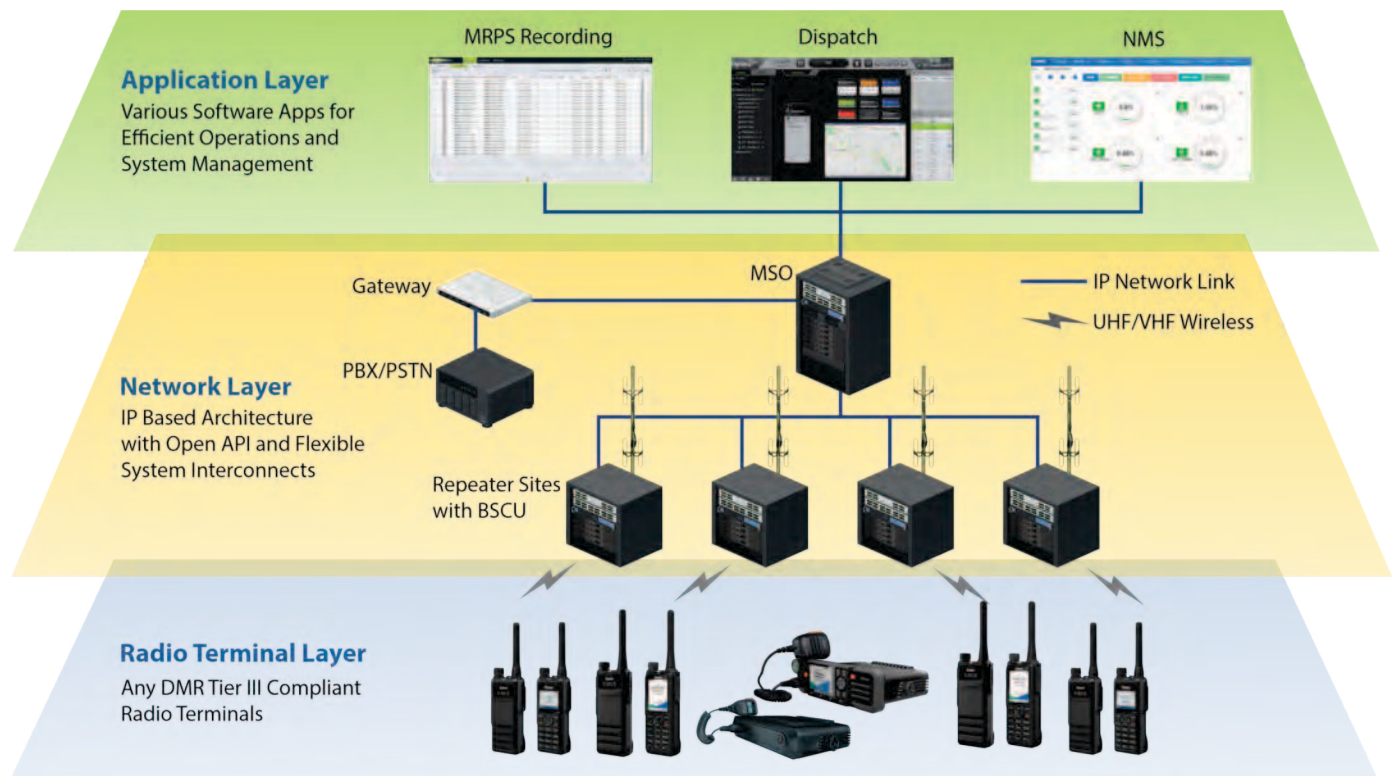 MRPS Recording
Dispatch
NMS
Application Layer
Various Software Apps for
Efficient Operations and
System Management
MSO
Gateway
IP Network Link
UHF/VHF Wireless
PBX/PSTN
Network Layer
IP Based Architecture
with Open API and Flexible
System Interconnects
Repeater Sites
with BSCU
Radio Terminal Layer
Any DMR Tier III Compliant
Radio Terminals